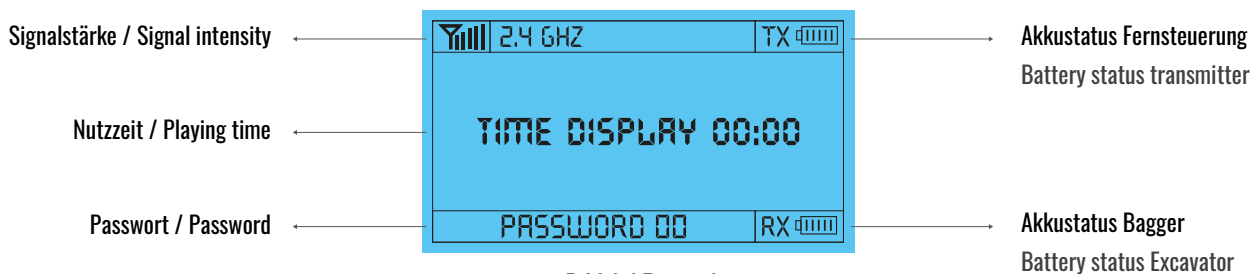 Signalstärke / Signal intensity
2.4 GHZ
TX
Akkustatus Fernsteuerung
Battery status transmitter
Nutzzeit / Playing time
TIME DISPLAY 00:00
Passwort / Password
PASSWORD 00
RX
Akkustatus Bagger
Battery status Excavator